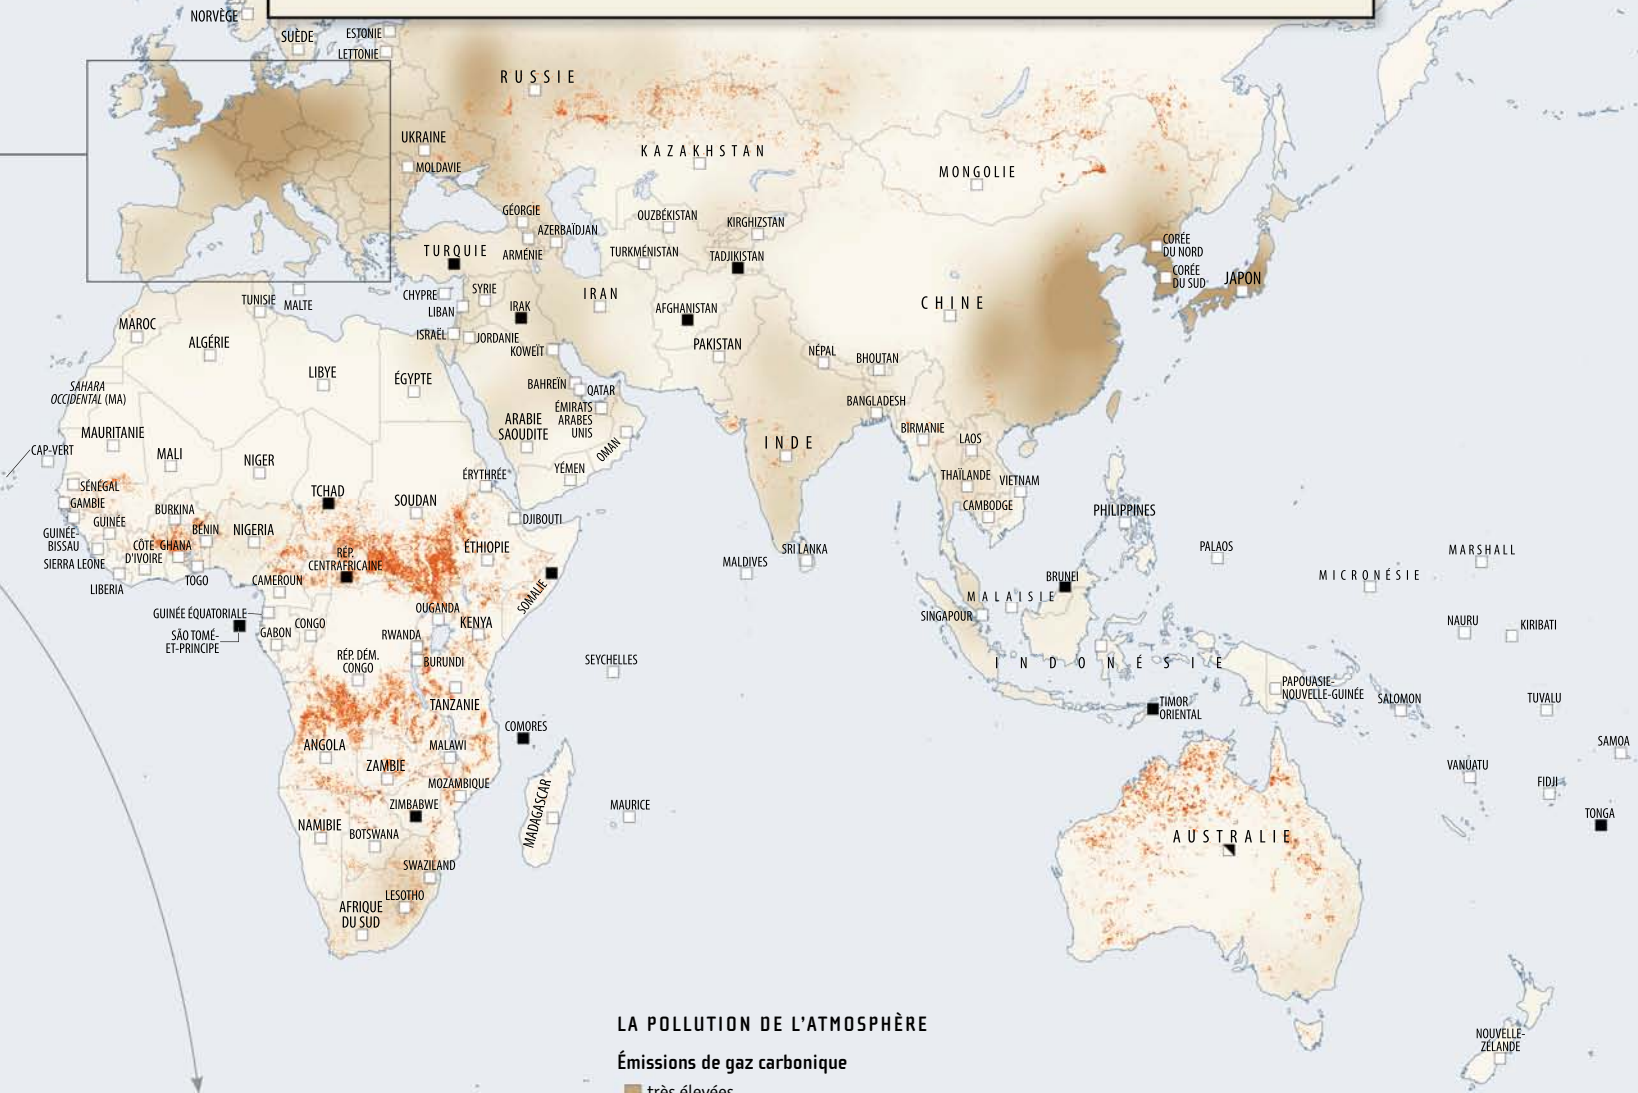 NORVÈGE
SUÈDE
ESTONIE
LETTONIE
RUSSIE
UKRAINE
MOLDAVIE
KAZAKHSTAN
MONGOLIE
GÉORGIE
AZERBAÏDJAN
ARMÉNIE
TURQUIE
OUZBÉKISTAN
KIRGHIZSTAN
TURKMÉNISTAN
TADJIKISTAN
CORÉE
DU NORD
CORÉE
DU SUD
JAPON
TUNISIE
MALTE
CHYPRE
SYRIE
LIBAN
IRAK
IRAN
AFGHANISTAN
CHINE
MAROC
ALGÉRIE
ISRAËL
JORDANIE
KOWEÏT
PAKISTAN
NÉPAL
BHOUTAN
LIBYE
ÉGYPTE
BAHREÏN
QATAR
SAHARA
OCCIDENTAL (MA)
ARABIE
SAOUDITE
ÉMIRATS
ARABES
UNIS
OMAN
BANGLADESH
INDE
BIRMANIE
LAOS
MAURITANIE
CAP-VERT
MALI
NIGER
TCHAD
SOUDAN
ÉRYTHRÉE
YÉMEN
THAÏLANDE
VIETNAM
CAMBODGE
PHILIPPINES
SÉNÉGAL
GAMBIE
GUINÉE
GUINÉE-
BISSAU
SIERRA LEONE
LIBERIA
BURKINA
BÉNIN
NIGERIA
CÔTE
D'IVOIRE
GHANA
TOGO
CAMEROUN
RÉP.
CENTRAFRICAINE
ÉTHIOPIE
DJIBOUTI
SOMALIE
MALDIVES
SRI LANKA
PALAOS
MARSHALL
MICRONÉSIE
BRUNEI
MALAISIE
SINGAPOUR
GUINÉE ÉQUATORIALE
SÃO TOMÉ-
ET-PRINCIPE
GABON
CONGO
OUGANDA
KENYA
RWANDA
BURUNDI
RÉP. DÉM.
CONGO
TANZANIE
SEYCHELLES
INDONÉSIE
NAURU
KIRIBATI
PAPOUASIE-
NOUVELLE-GUINÉE
SALOMON
TUVALU
TIMOR
ORIENTAL
COMORES
ANGOLA
MALAWI
ZAMBIE
MOZAMBIQUE
ZIMBABWE
MADAGASCAR
MAURICE
SAMOA
VANUATU
FIDJI
TONGA
NAMIBIE
BOTSWANA
AUSTRALIE
SWAZILAND
LESOTHO
AFRIQUE
DU SUD
NOUVELLE-
ZÉLANDE
LA POLLUTION DE L'ATMOSPHÈRE
Émissions de gaz carbonique
très élevées